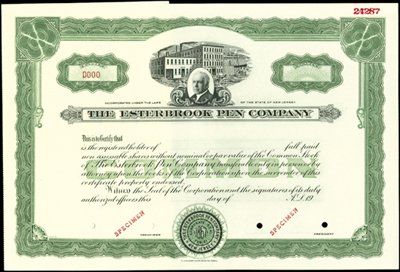 24287
0000
INCORPORATED UNDER THE LAWS OF THE STATE OF NEW JERSEY
THE ESTERBROOK PEN COMPANY
This is to Certify that
is the registered holder of full paid
non-assessable shares without nominal or par value of the Common Stock
of The Esterbrook Pen Company transferable only in person or by
attorney upon the books of the Corporation upon the surrender of this
certificate properly endorsed.
Witness, the Seal of the Corporation and the signatures of its duly
authorized officers this day of A.D. 19
SPECIMEN
SPECIMEN
TREASURER
PRESIDENT